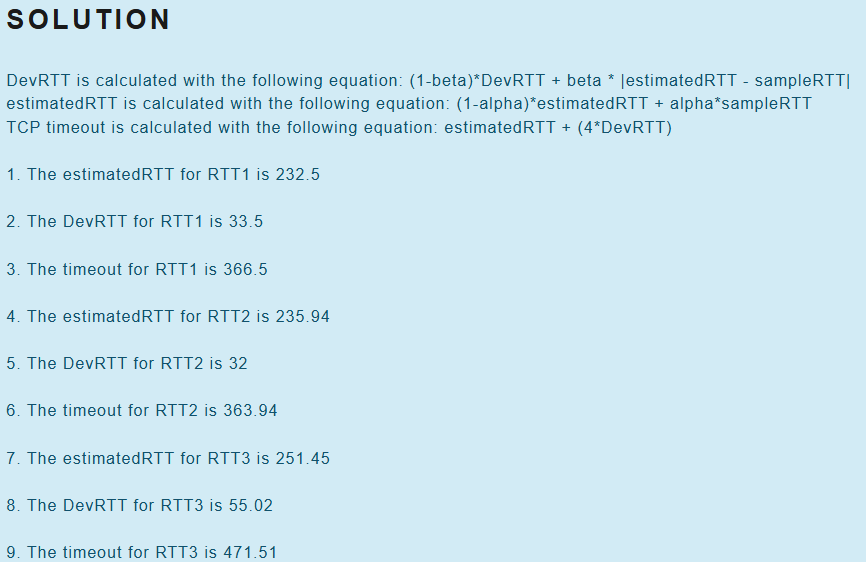 SOLUTION
DevRTT is calculated with the following equation: (1-beta)*DevRTT + beta * |estimatedRTT - sampleRTT|
estimatedRTT is calculated with the following equation: (1-alpha)*estimatedRTT + alpha*sampleRTT
TCP timeout is calculated with the following equation: estimatedRTT + (4*DevRTT)
1. The estimatedRTT for RTT1 is 232.5
2. The DevRTT for RTT1 is 33.5
3. The timeout for RTT1 is 366.5
4. The estimatedRTT for RTT2 is 235.94
5. The DevRTT for RTT2 is 32
6. The timeout for RTT2 is 363.94
7. The estimatedRTT for RTT3 is 251.45
8. The DevRTT for RTT3 is 55.02
9. The timeout for RTT3 is 471.51